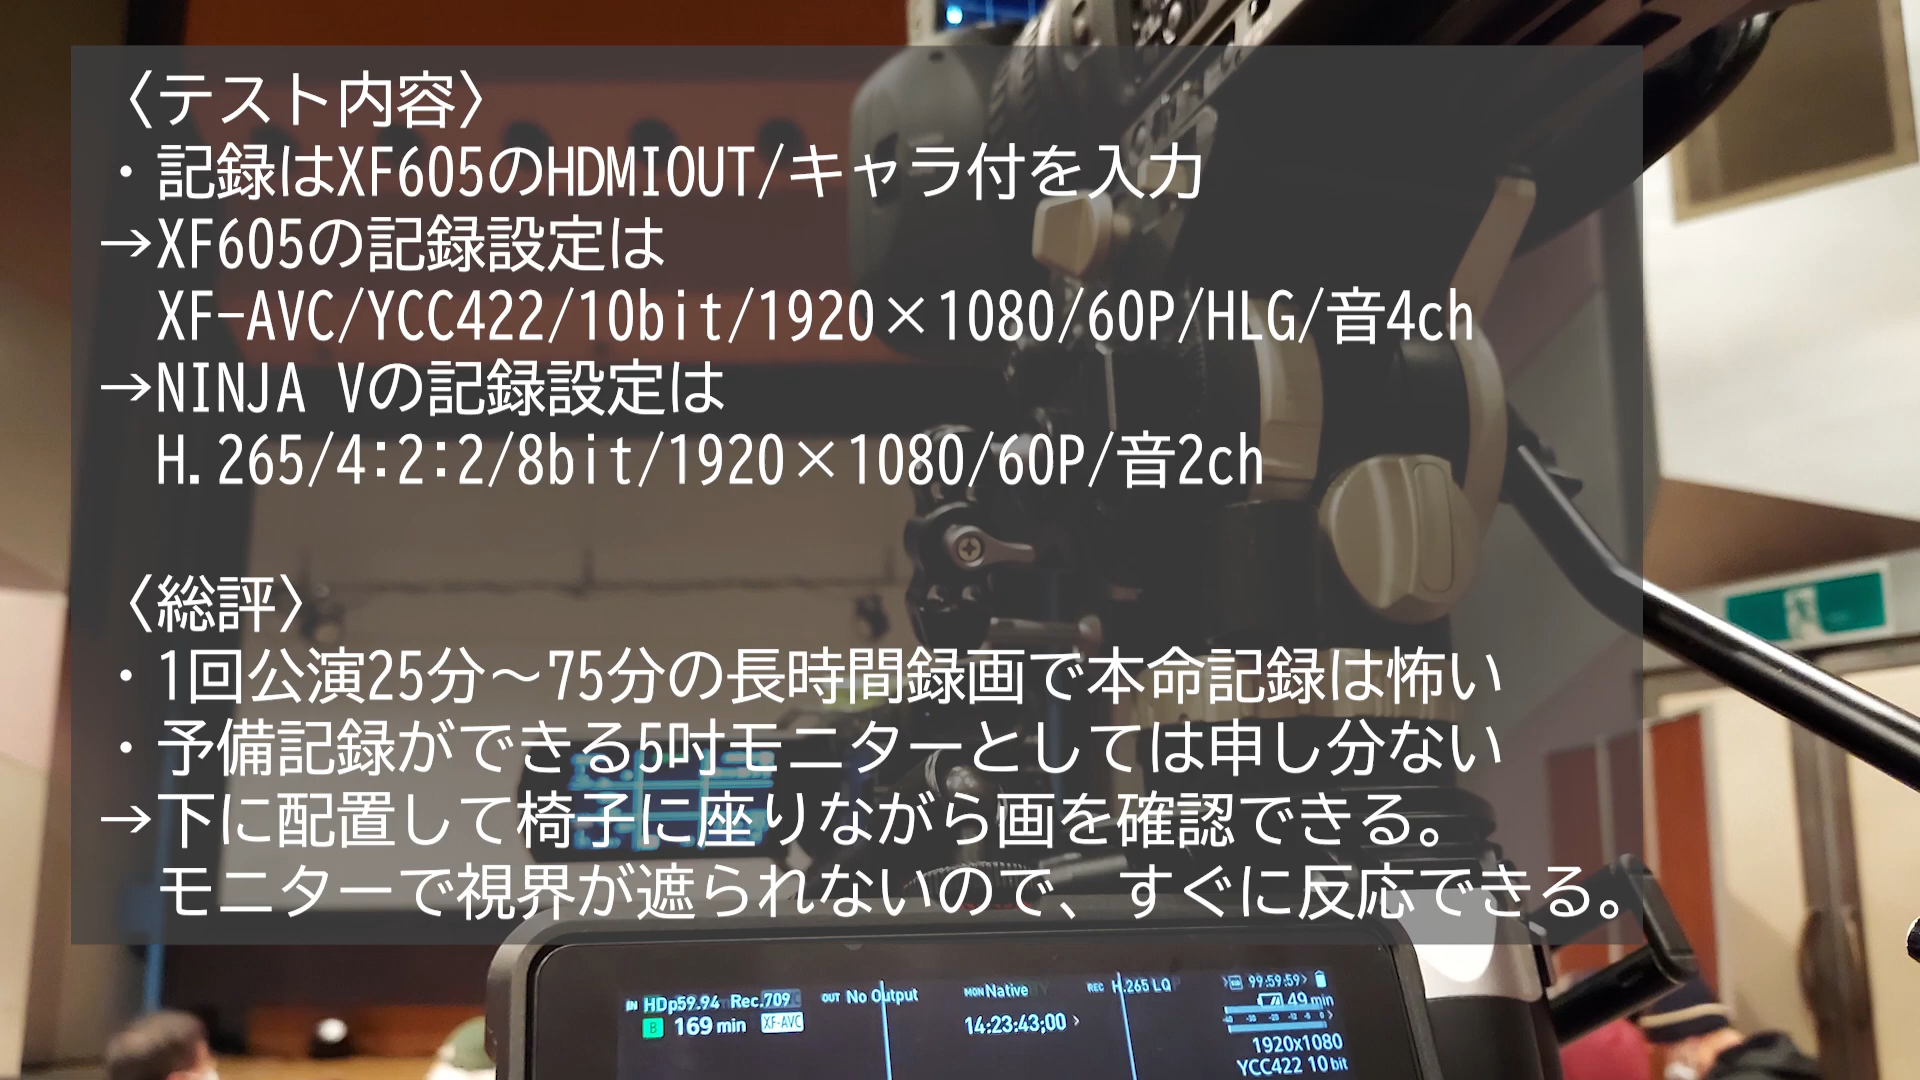 〈テスト内容〉
・記録はXF605のHDMIOUT/キャラ付を入力
→XF605の記録設定は
XF-AVC/YCC422/10bit/1920×1080/60P/HLG/音4ch
→NINJA Vの記録設定は
H.265/4:2:2/8bit/1920×1080/60P/音2ch
〈総評〉
・1回公演25分～75分の長時間録画で本命記録は怖い
・予備記録ができる5吋モニターとしては申し分ない
→下に配置して椅子に座りながら画を確認できる。
モニターで視界が遮られないので、すぐに反応できる。
IN HDp59.94 Rec.709 OUT No Output MON Native REC H.265 LQ 99:59:59
B 169 min XF-AVC 14:23:43;00 49 min
1920x1080
YCC422 10 bit